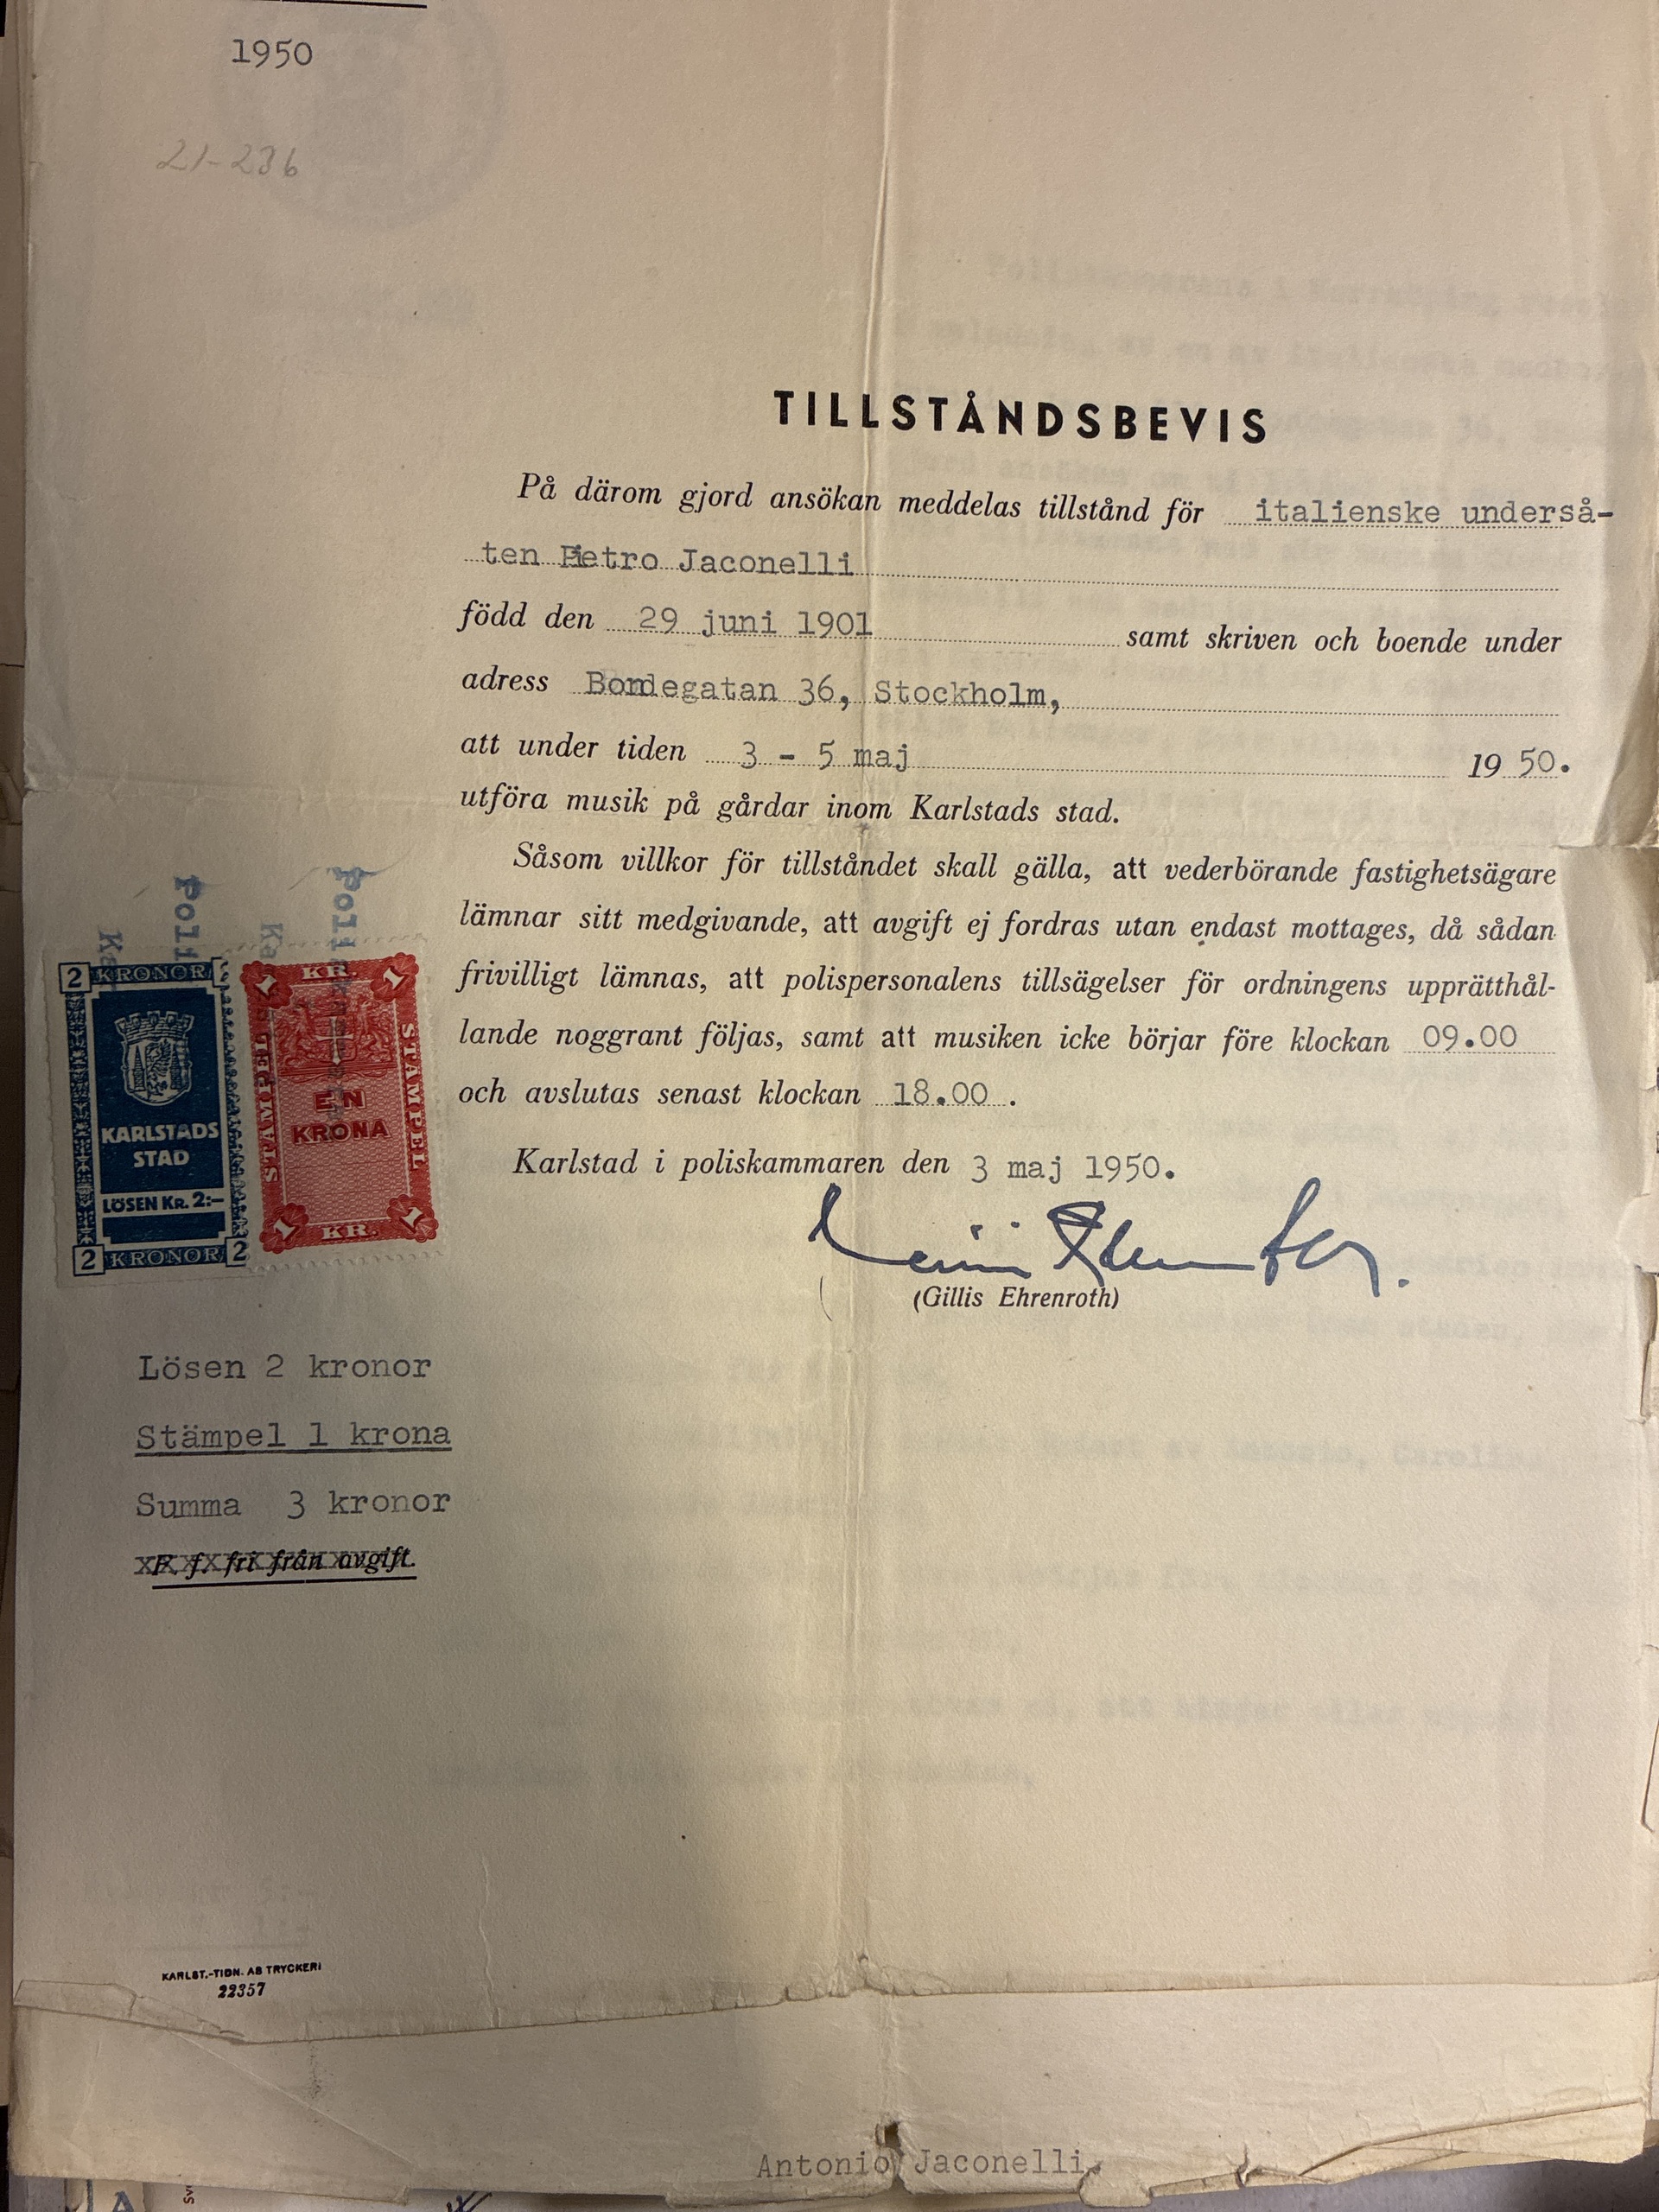 1950
21-236
TILLSTÅNDSBEVIS
På därom gjord ansökan meddelas tillstånd för italienske underså-
ten Pietro Jaconelli
född den 29 juni 1901 samt skriven och boende under
adress Bondegatan 36, Stockholm,
att under tiden 3 - 5 maj 19 50.
utföra musik på gårdar inom Karlstads stad.
Såsom villkor för tillståndet skall gälla, att vederbörande fastighetsägare
lämnar sitt medgivande, att avgift ej fordras utan endast mottages, då sådan
frivilligt lämnas, att polispersonalens tillsägelser för ordningens upprätthål-
lande noggrant följas, samt att musiken icke börjar före klockan 09.00
och avslutas senast klockan 18.00.
Karlstad i poliskammaren den 3 maj 1950.
(Gillis Ehrenroth)
2 KRONOR 2
KARLSTADS
STAD
LÖSEN KR. 2:-
2 KRONOR 2
1 KR. 1
STÄMPEL
STÄMPEL
EN
KRONA
1 KR. 1
Lösen 2 kronor
Stämpel 1 krona
Summa 3 kronor
F. f. fri från avgift.
KARLST.-TIDN. AB TRYCKERI
22357
Antonio Jaconelli